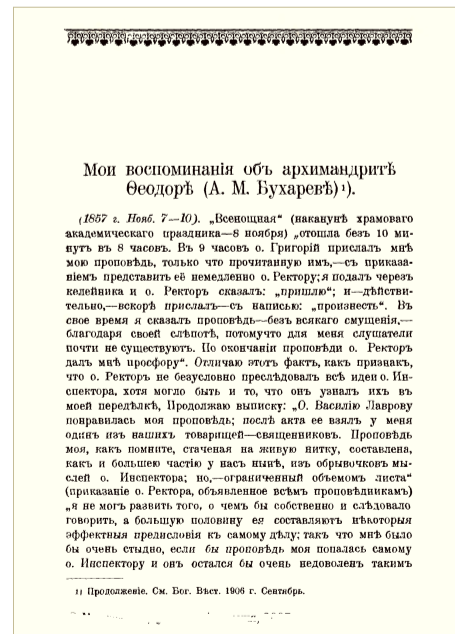 Мои воспоминанія объ архимандритѣ
Ѳеодорѣ (А. М. Бухаревѣ)¹).
(1857 г. Нояб. 7—10). „Всенощная“ (наканунѣ храмоваго
академическаго праздника—8 ноября) „отошла безъ 10 ми-
нутъ въ 8 часовъ. Въ 9 часовъ о. Григорій прислалъ мнѣ
мою проповѣдь, только что прочитанную имъ,—съ приказа-
ніемъ представить её немедленно о. Ректору; я подалъ черезъ
келейника и о. Ректоръ сказалъ: „пришлю“; и—дѣйстви-
тельно,—вскорѣ прислалъ—съ написью: „произнесть“. Въ
свое время я сказалъ проповѣдь—безъ всякаго смущенія,—
благодаря своей слѣпотѣ, потомучто для меня слушатели
почти не существуютъ. По окончаніи проповѣди о. Ректоръ
далъ мнѣ просфору“. Отличаю этотъ фактъ, какъ признакъ,
что о. Ректоръ не безусловно преслѣдовалъ всѣ идеи о. Ин-
спектора, хотя могло быть и то, что онъ узналъ ихъ въ
моей передѣлкѣ, Продолжаю выписку: „О. Василію Лаврову
понравилась моя проповѣдь; послѣ акта ее взялъ у меня
одинъ изъ нашихъ товарищей—священниковъ. Проповѣдь
моя, какъ помните, стаченая на живую нитку, составлена,
какъ и большею частію у насъ нынѣ, изъ обрывочковъ мы-
слей о. Инспектора; но,—ограниченный объемомъ листа“
(приказаніе о. Ректора, объявленное всѣмъ проповѣдникамъ)
„я не могъ развить того, о чемъ бы собственно и слѣдовало
говорить, а большую половину ея составляютъ нѣкоторыя
эффектныя предисловія къ самому дѣлу; такъ что мнѣ было
бы очень стыдно, если бы проповѣдь моя попалась самому
о. Инспектору и онъ остался бы очень недоволенъ такимъ
¹) Продолженіе. См. Бог. Вѣст. 1906 г. Сентябрь.